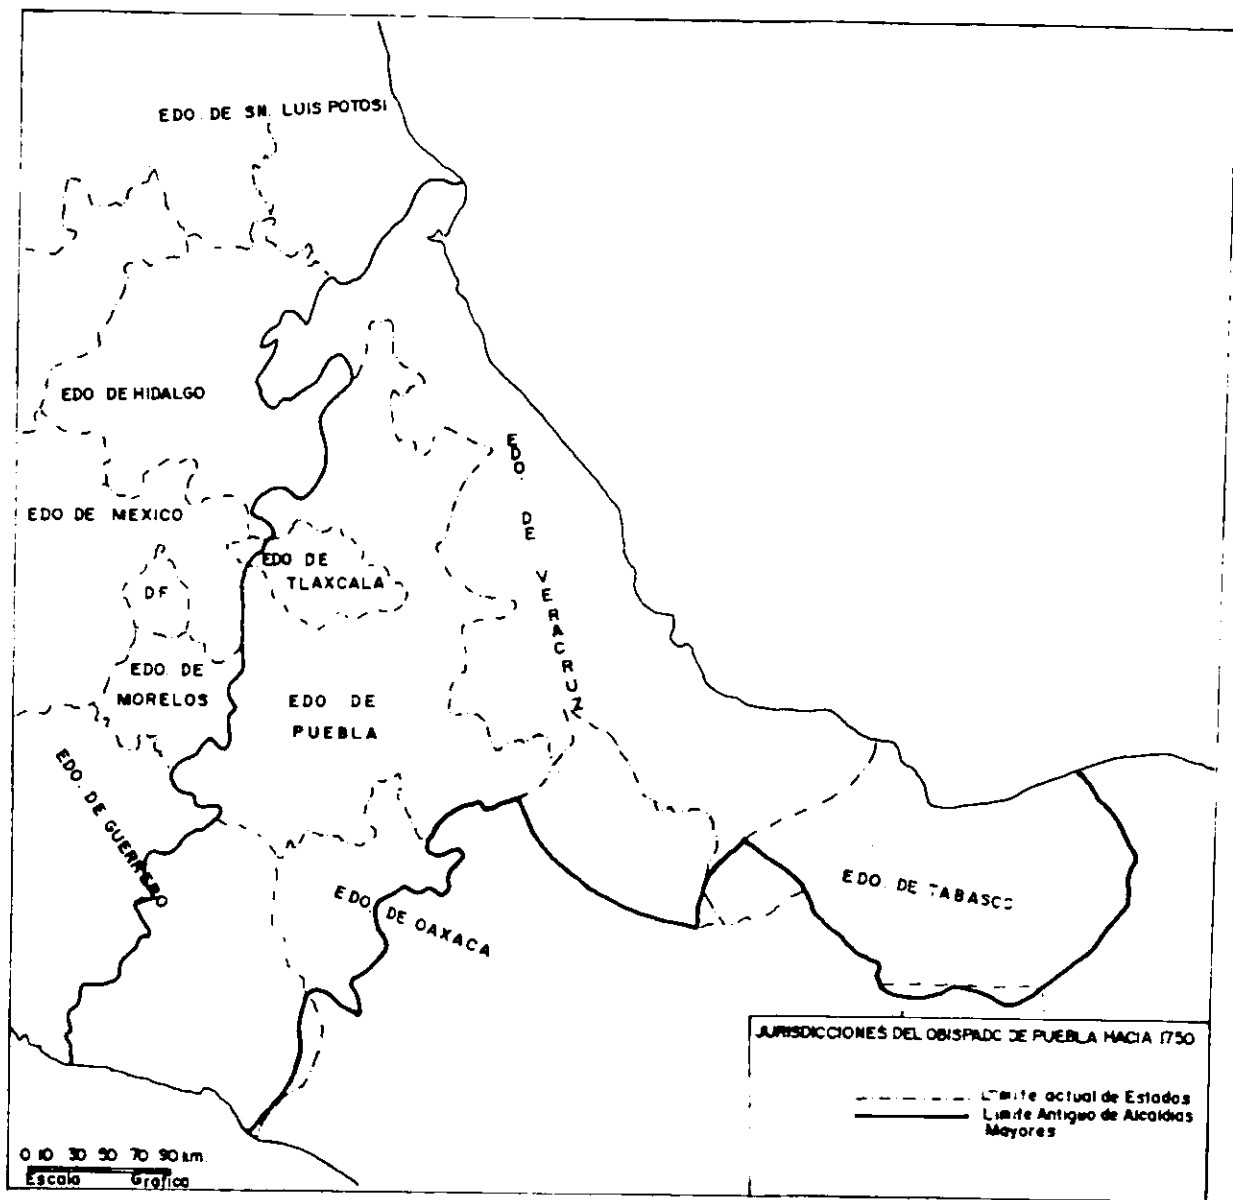 EDO. DE SN. LUIS POTOSI
EDO DE HIDALGO
EDO.
DE
VERACRUZ
EDO DE MEXICO
EDO DE
TLAXCALA
DF
EDO. DE
MORELOS
EDO DE
PUEBLA
EDO. DE GUERRERO
EDO. DE OAXACA
EDO. DE TABASCO
JURISDICCIONES DEL OBISPADO DE PUEBLA HACIA 1750
Limite actual de Estados
Limite Antiguo de Alcaldias
Mayores
0 10 30 50 70 90 km.
Escala Grafica